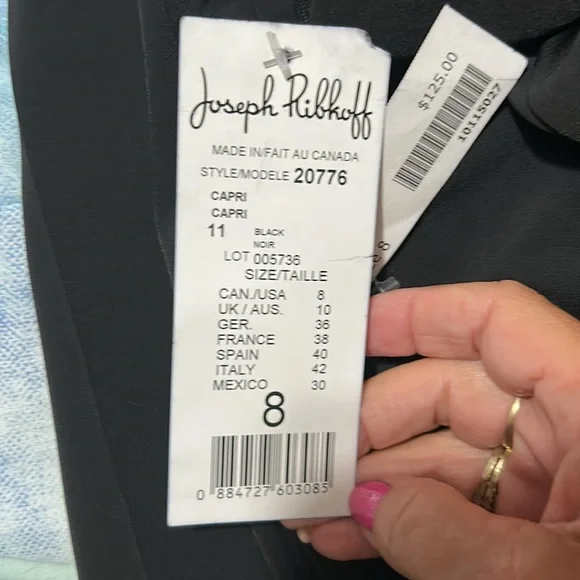 Joseph Ribkoff
MADE IN/FAIT AU CANADA
STYLE/MODELE 20776
CAPRI
CAPRI
11 BLACK
NOIR
LOT 005736
SIZE/TAILLE
CAN./USA 8
UK / AUS. 10
GER. 36
FRANCE 38
SPAIN 40
ITALY 42
MEXICO 30
8
0 884727 603085
$125.00
10115027
8